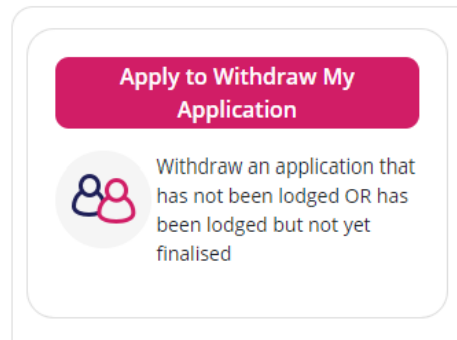 Apply to Withdraw My
Application
Withdraw an application that
has not been lodged OR has
been lodged but not yet
finalised